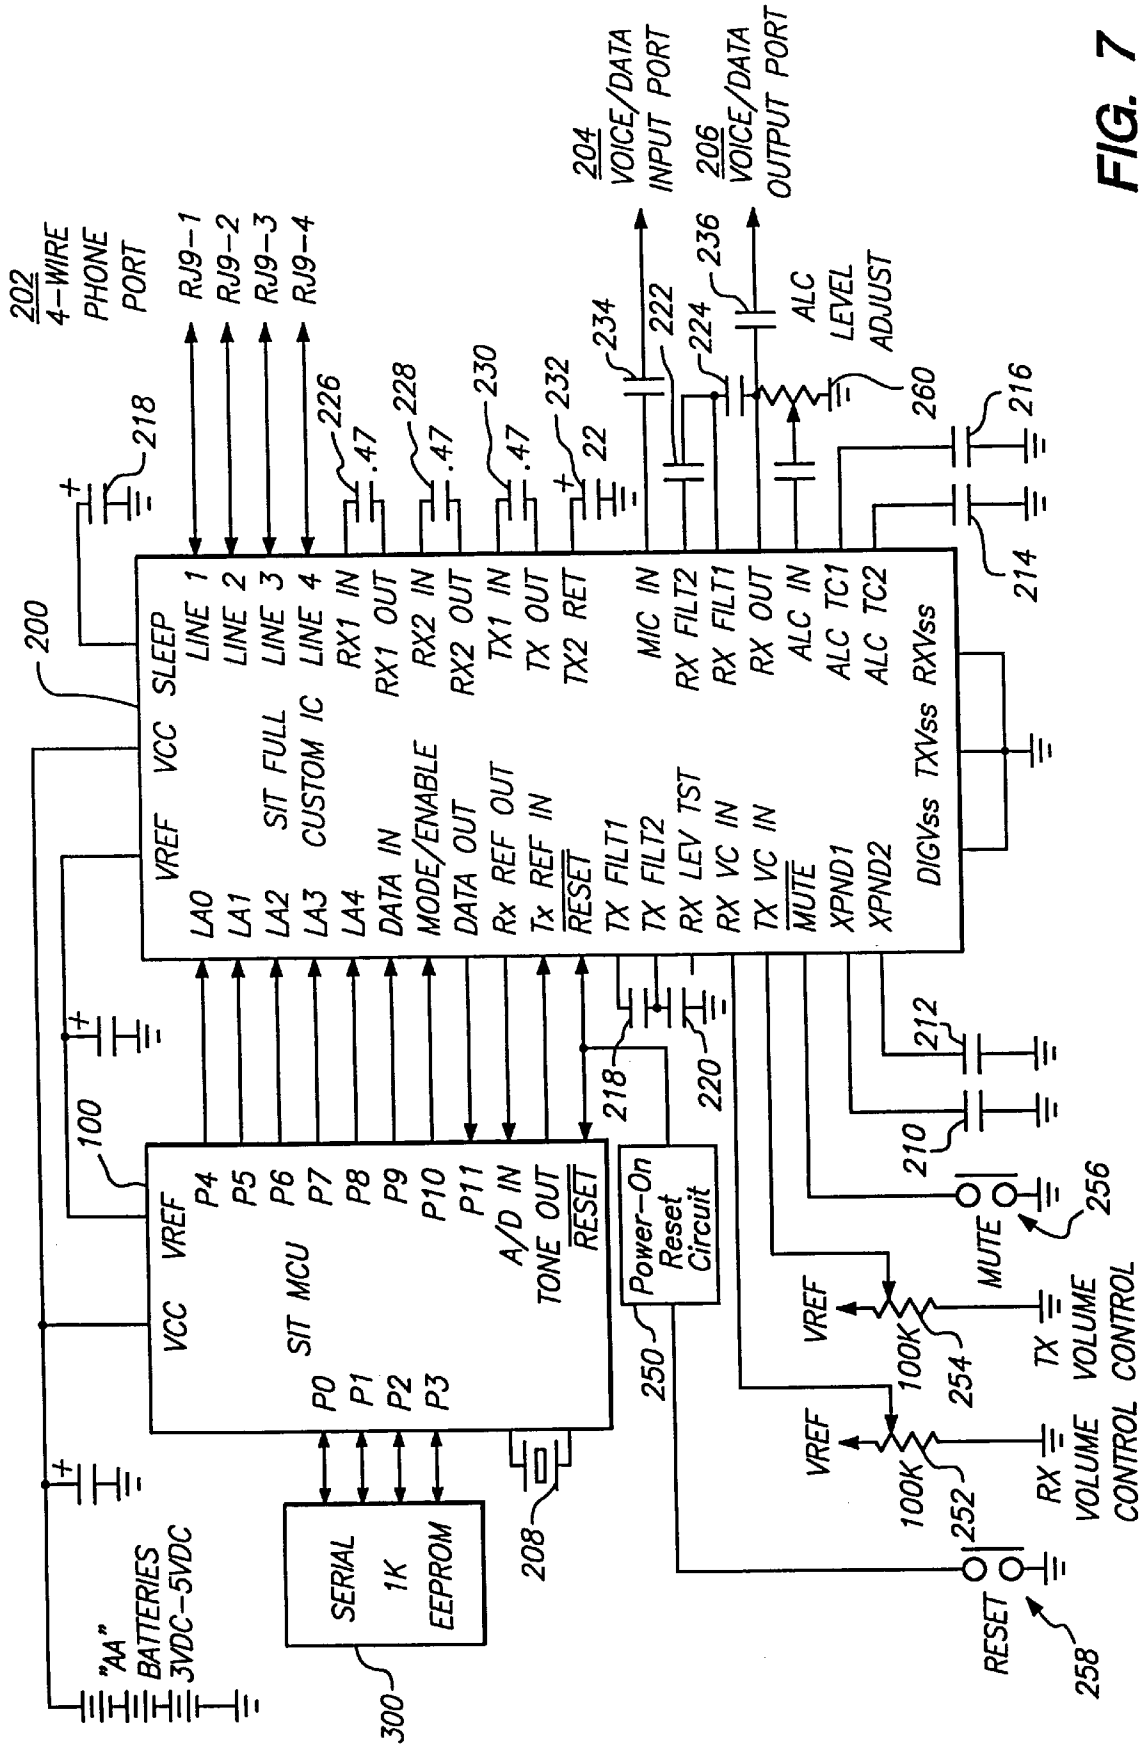 "AA"
BATTERIES
3VDC-5VDC
300
SERIAL
1K
EEPROM
208
100
VCC
VREF
SIT MCU
P0
P1
P2
P3
P4
P5
P6
P7
P8
P9
P10
P11
A/D IN
TONE OUT
RESET
+
+
+
200
VREF
VCC
SLEEP
218
SIT FULL
CUSTOM IC
LA0
LA1
LA2
LA3
LA4
DATA IN
MODE/ENABLE
DATA OUT
Rx REF OUT
Tx REF IN
RESET
TX FILT1
TX FILT2
RX LEV TST
RX VC IN
TX VC IN
MUTE
XPND1
XPND2
LINE 1
LINE 2
LINE 3
LINE 4
RX1 IN
RX1 OUT
RX2 IN
RX2 OUT
TX1 IN
TX OUT
TX2 RET
MIC IN
RX FILT2
RX FILT1
RX OUT
ALC IN
ALC TC1
ALC TC2
DIGVss
TXVss
RXVss
202
4-WIRE
PHONE
PORT
RJ9-1
RJ9-2
RJ9-3
RJ9-4
226
.47
228
.47
230
.47
232
+
22
204
VOICE/DATA
INPUT PORT
234
222
224
236
206
VOICE/DATA
OUTPUT PORT
ALC
LEVEL
ADJUST
260
216
214
250
Power-On
Reset
Circuit
218
220
212
210
RESET
258
VREF
100K
252
RX
VOLUME
CONTROL
VREF
100K
254
TX
VOLUME
CONTROL
MUTE
256
FIG. 7